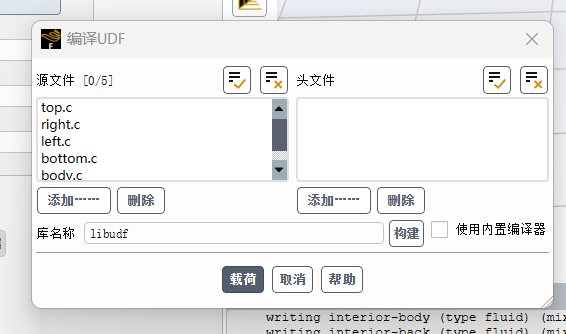 编译UDF
源文件 [0/5]
头文件
top.c
right.c
left.c
bottom.c
body.c
添加…… 删除 添加…… 删除
库名称 libudf 构建 使用内置编译器
载荷 取消 帮助
writing interior-body (type fluid) (mix
writing interior-back (type fluid) (mix